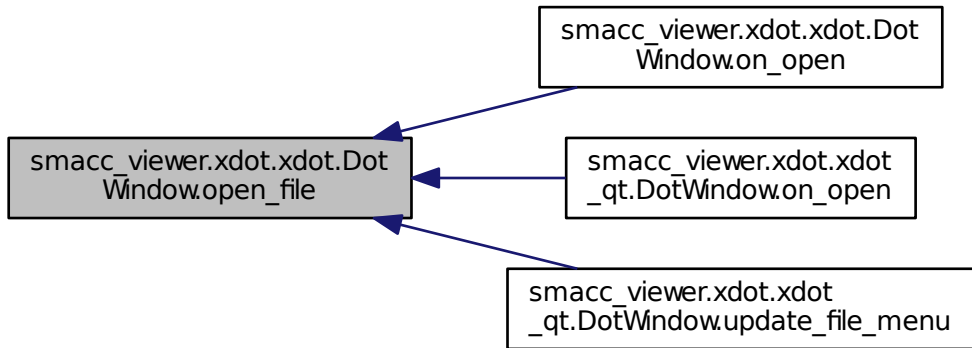 smacc_viewer.xdot.xdot.Dot
Window.open_file
smacc_viewer.xdot.xdot.Dot
Window.on_open
smacc_viewer.xdot.xdot
_qt.DotWindow.on_open
smacc_viewer.xdot.xdot
_qt.DotWindow.update_file_menu